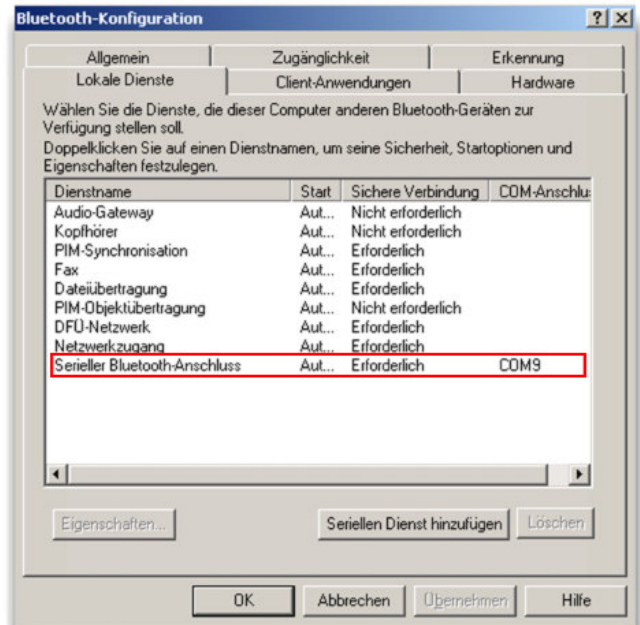 Bluetooth-Konfiguration
Allgemein Zugänglichkeit Erkennung
Lokale Dienste Client-Anwendungen Hardware
Wählen Sie die Dienste, die dieser Computer anderen Bluetooth-Geräten zur
Verfügung stellen soll.
Doppelklicken Sie auf einen Dienstnamen, um seine Sicherheit, Startoptionen und
Eigenschaften festzulegen.
Dienstname Start Sichere Verbindung COM-Anschlu
Audio-Gateway Aut... Nicht erforderlich
Kopfhörer Aut... Nicht erforderlich
PIM-Synchronisation Aut... Erforderlich
Fax Aut... Erforderlich
Dateiübertragung Aut... Erforderlich
PIM-Objektübertragung Aut... Nicht erforderlich
DFÜ-Netzwerk Aut... Erforderlich
Netzwerkzugang Aut... Erforderlich
Serieller Bluetooth-Anschluss Aut... Erforderlich COM9
Eigenschaften... Seriellen Dienst hinzufügen Löschen
OK Abbrechen Übernehmen Hilfe